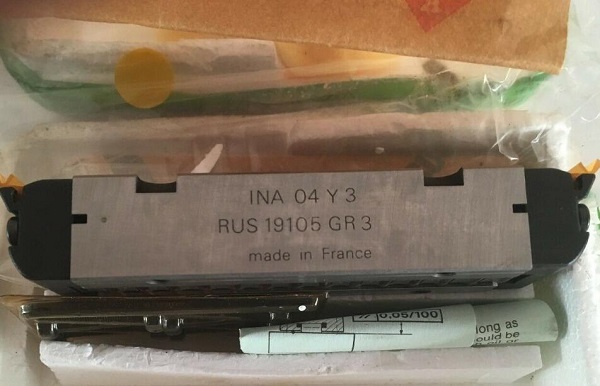 INA 04 Y 3
RUS 19105 GR 3
made in France
// 0.05/100
long as
ould be